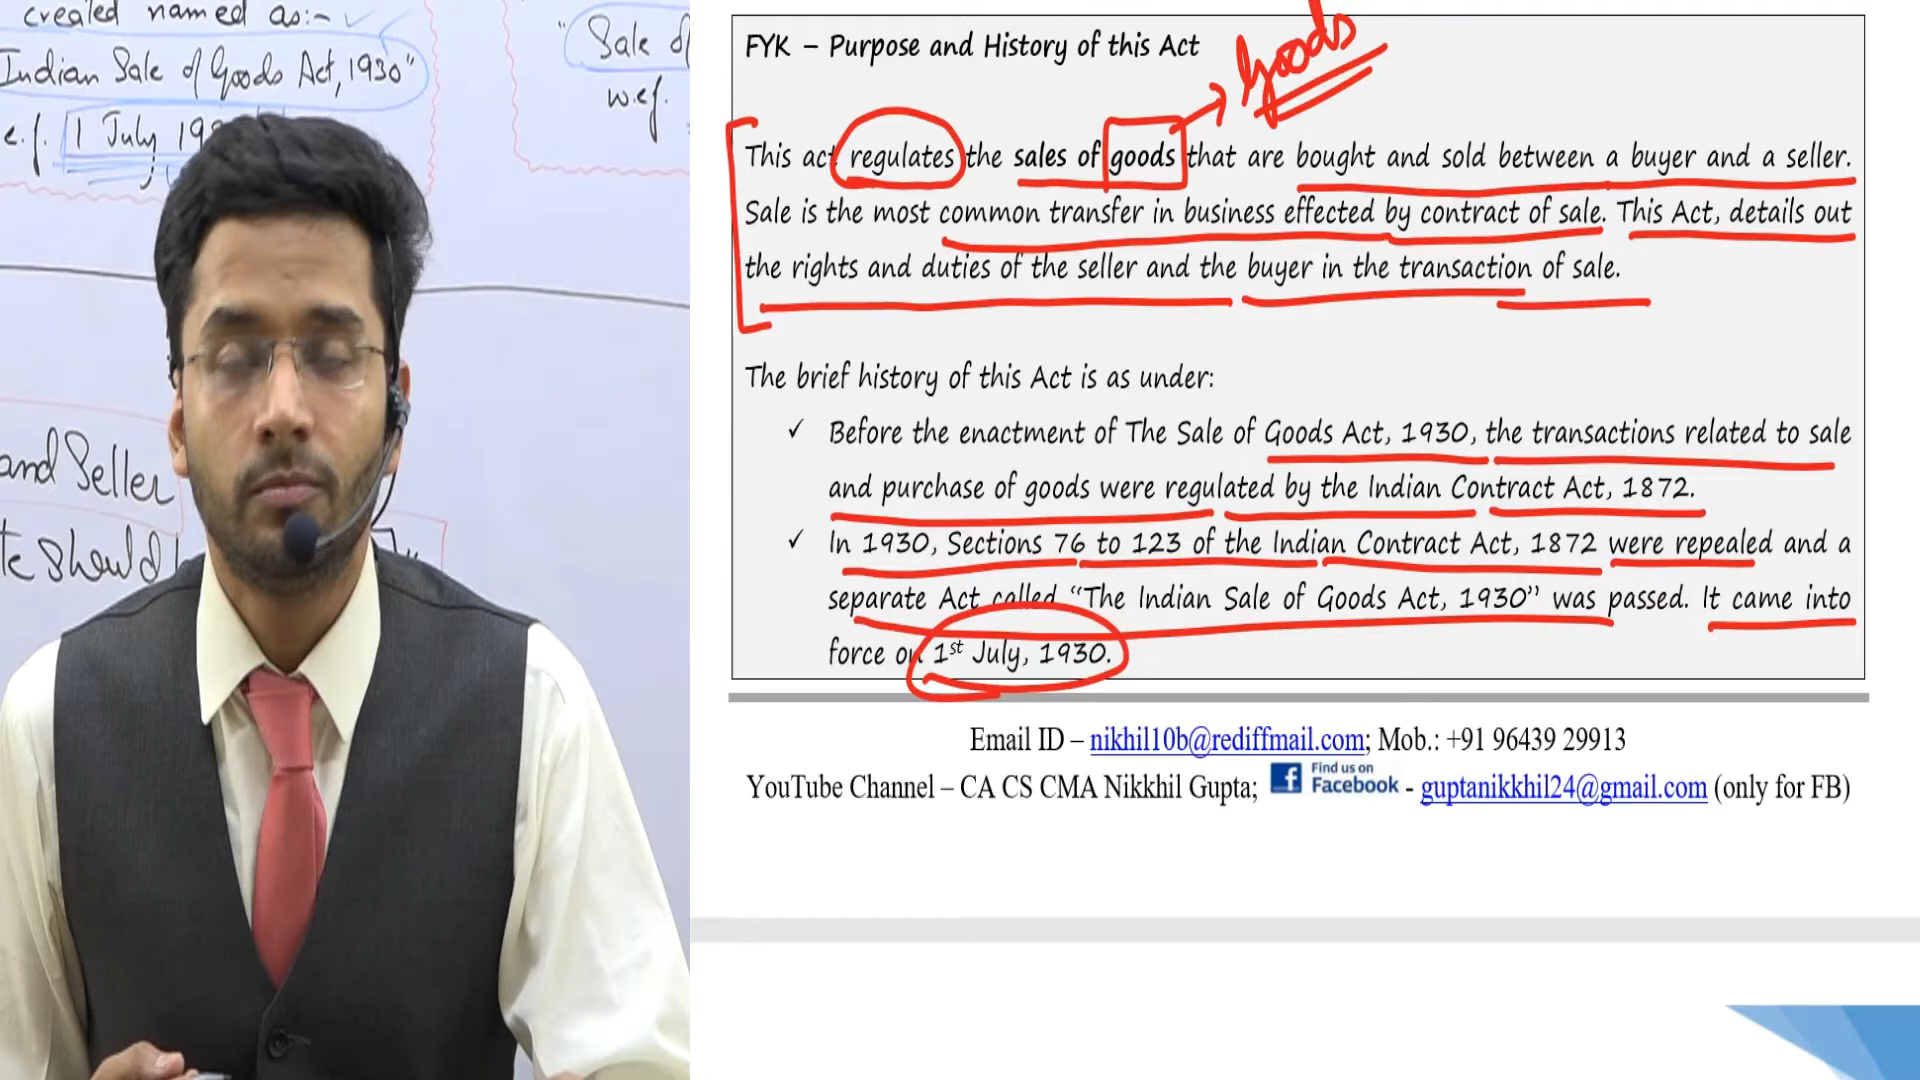 created named as:-
Indian Sale of Goods Act, 1930"
e.f. 1 July 19
and Seller
" Sale of
w.e.f.
Goods
FYK – Purpose and History of this Act
This act regulates the sales of goods that are bought and sold between a buyer and a seller.
Sale is the most common transfer in business effected by contract of sale. This Act, details out
the rights and duties of the seller and the buyer in the transaction of sale.
The brief history of this Act is as under:
✓ Before the enactment of The Sale of Goods Act, 1930, the transactions related to sale
and purchase of goods were regulated by the Indian Contract Act, 1872.
✓ In 1930, Sections 76 to 123 of the Indian Contract Act, 1872 were repealed and a
separate Act called “The Indian Sale of Goods Act, 1930” was passed. It came into
force on 1st July, 1930.
Email ID – nikhil10b@rediffmail.com; Mob.: +91 96439 29913
YouTube Channel – CA CS CMA Nikkhil Gupta; Find us on Facebook - guptanikkhil24@gmail.com (only for FB)